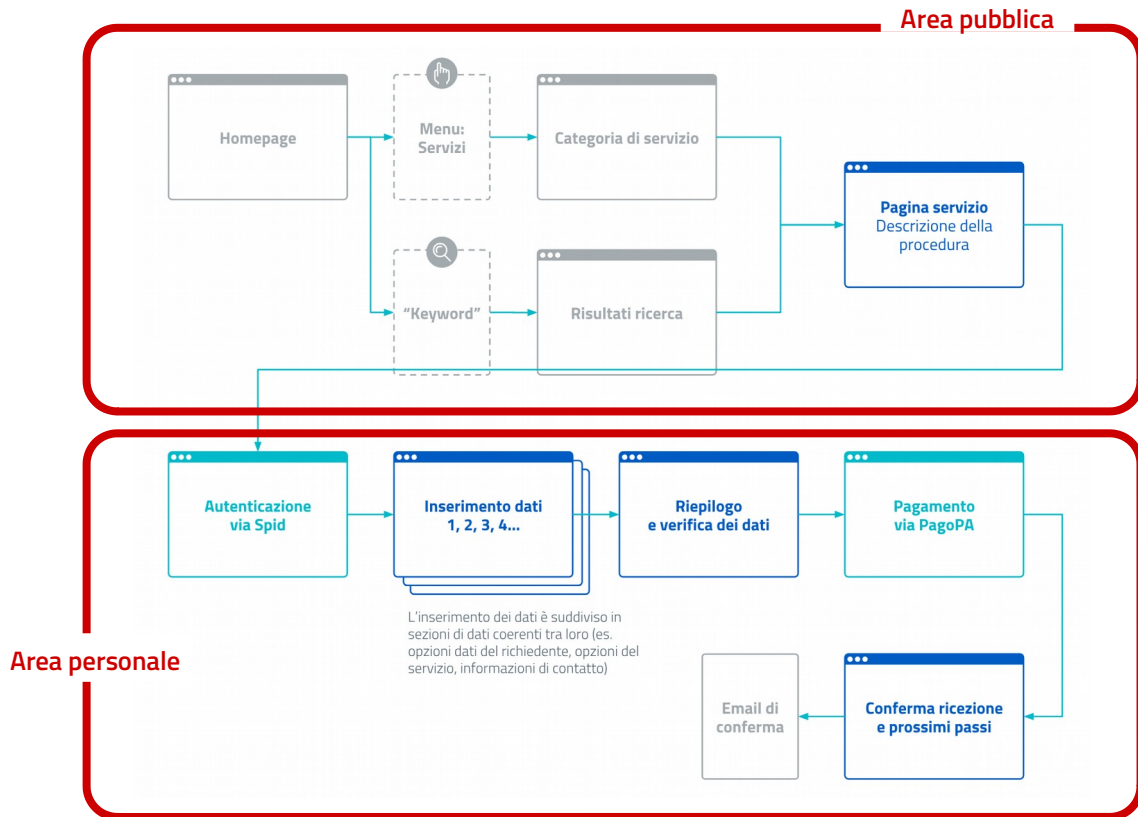 Area pubblica
Homepage
Menu:
Servizi
Categoria di servizio
Pagina servizio
Descrizione della
procedura
“Keyword”
Risultati ricerca
Autenticazione
via Spid
Inserimento dati
1, 2, 3, 4...
Riepilogo
e verifica dei dati
Pagamento
via PagoPA
L’inserimento dei dati è suddiviso in
sezioni di dati coerenti tra loro (es.
opzioni dati del richiedente, opzioni del
servizio, informazioni di contatto)
Area personale
Email di
conferma
Conferma ricezione
e prossimi passi